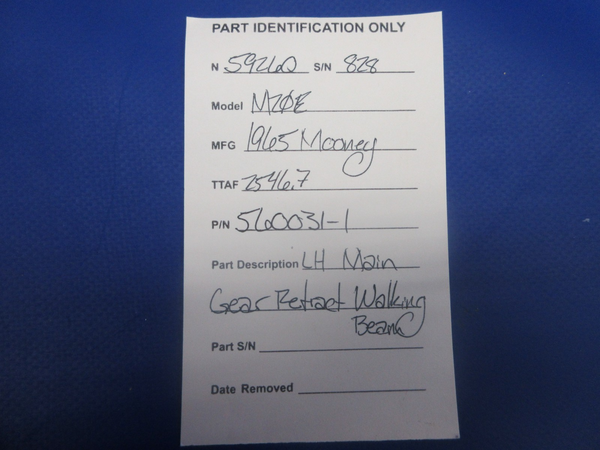 PART IDENTIFICATION ONLY
N 5926Q S/N 828
Model M20E
MFG 1965 Mooney
TTAF 2546.7
P/N 560031-1
Part Description LH Main
Gear Retract Walking
Beam
Part S/N
Date Removed